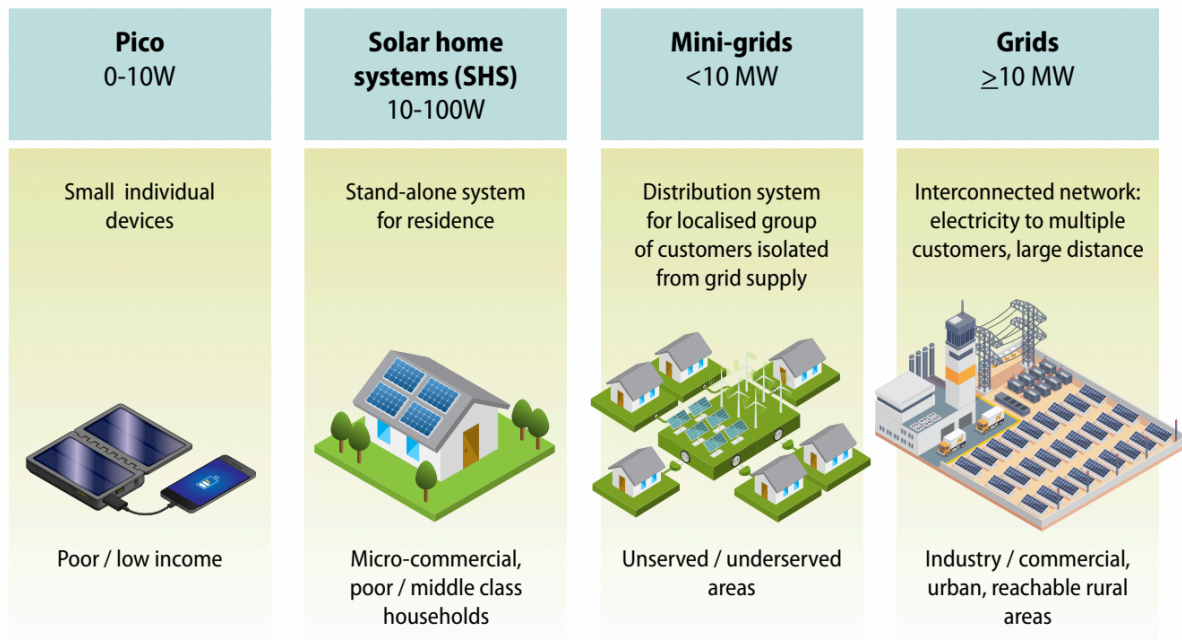 Pico
0-10W
Solar home
systems (SHS)
10-100W
Mini-grids
<10 MW
Grids
≥10 MW
Small individual
devices
Stand-alone system
for residence
Distribution system
for localised group
of customers isolated
from grid supply
Interconnected network:
electricity to multiple
customers, large distance
Poor / low income
Micro-commercial,
poor / middle class
households
Unserved / underserved
areas
Industry / commercial,
urban, reachable rural
areas